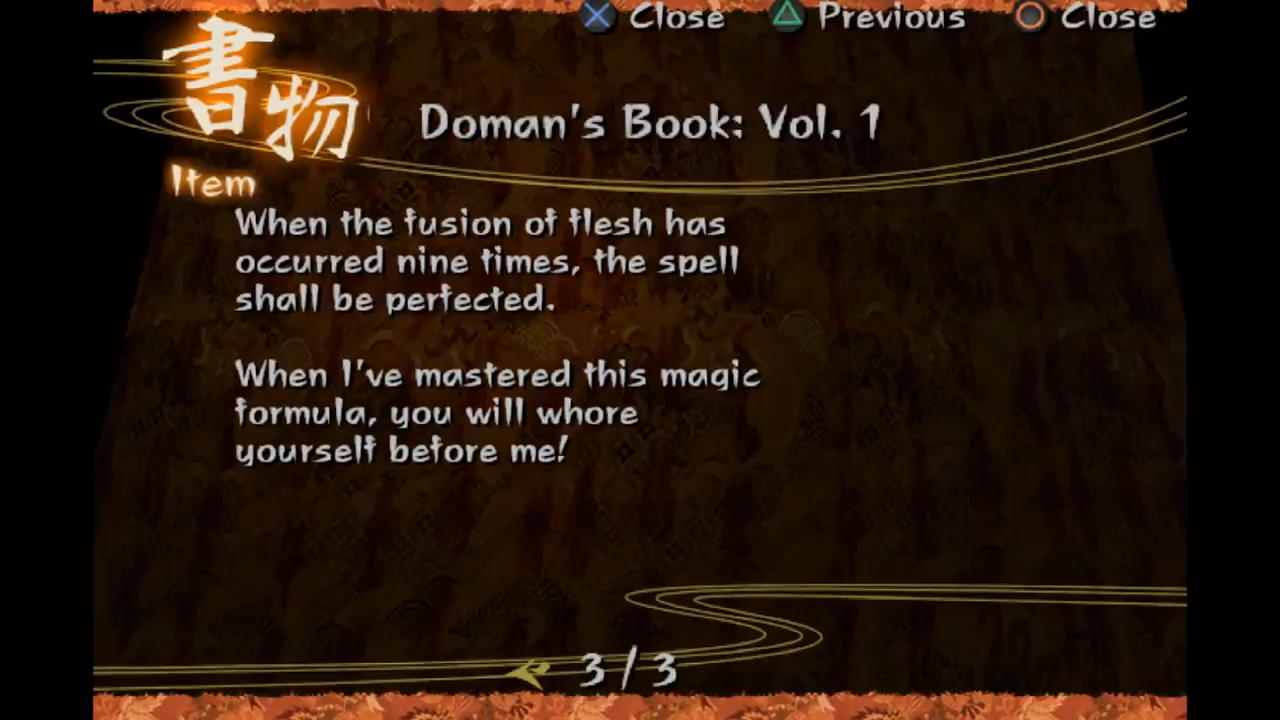 Close Previous Close
書物
Item
Doman's Book: Vol. 1
When the fusion of flesh has
occurred nine times, the spell
shall be perfected.
When I've mastered this magic
formula, you will whore
yourself before me!
3/3